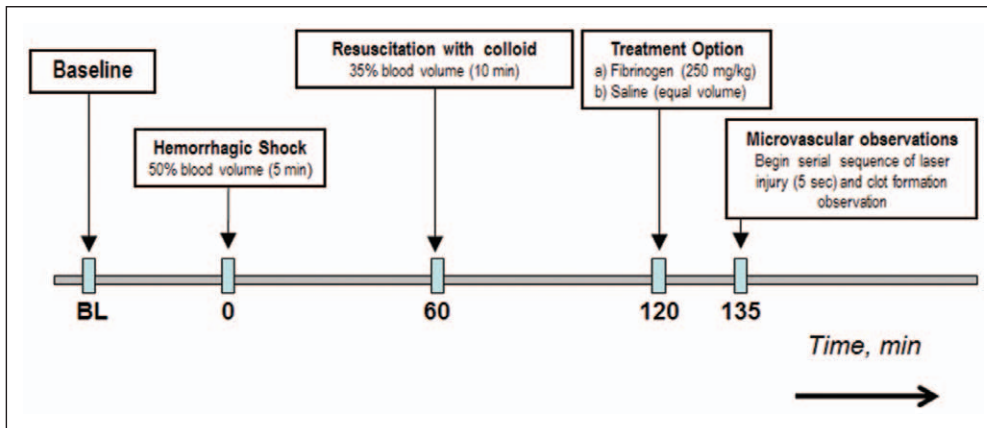 Baseline
Hemorrhagic Shock
50% blood volume (5 min)
Resuscitation with colloid
35% blood volume (10 min)
Treatment Option
a) Fibrinogen (250 mg/kg)
b) Saline (equal volume)
Microvascular observations
Begin serial sequence of laser
injury (5 sec) and clot formation
observation
BL
0
60
120
135
Time, min